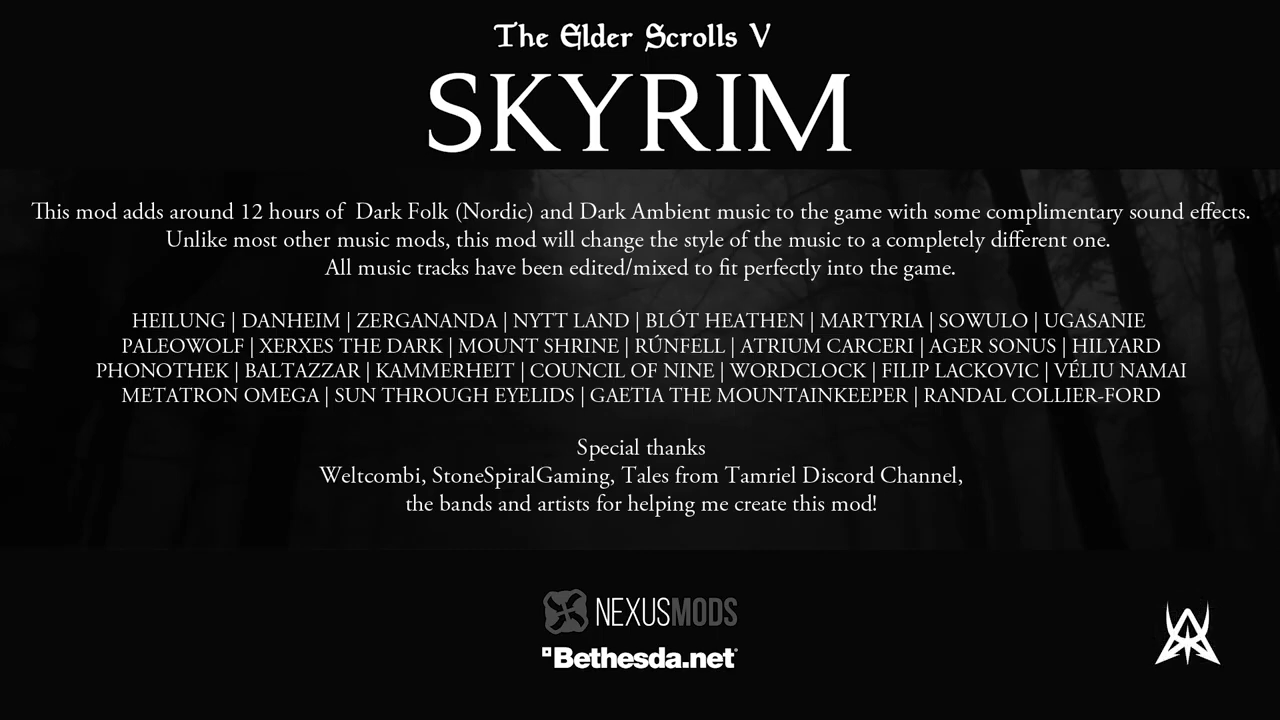 The Elder Scrolls V
SKYRIM
This mod adds around 12 hours of  Dark Folk (Nordic) and Dark Ambient music to the game with some complimentary sound effects.
Unlike most other music mods, this mod will change the style of the music to a completely different one.
All music tracks have been edited/mixed to fit perfectly into the game.
HEILUNG | DANHEIM | ZERGANANDA | NYTT LAND | BLÓT HEATHEN | MARTYRIA | SOWULO | UGASANIE
PALEOWOLF | XERXES THE DARK | MOUNT SHRINE | RÚNFELL | ATRIUM CARCERI | AGER SONUS | HILYARD
PHONOTHEK | BALTAZZAR | KAMMERHEIT | COUNCIL OF NINE | WORDCLOCK | FILIP LACKOVIC | VÉLIU NAMAI
METATRON OMEGA | SUN THROUGH EYELIDS | GAETIA THE MOUNTAINKEEPER | RANDAL COLLIER-FORD
Special thanks
Weltcombi, StoneSpiralGaming, Tales from Tamriel Discord Channel,
the bands and artists for helping me create this mod!
NEXUSMODS
Bethesda.net